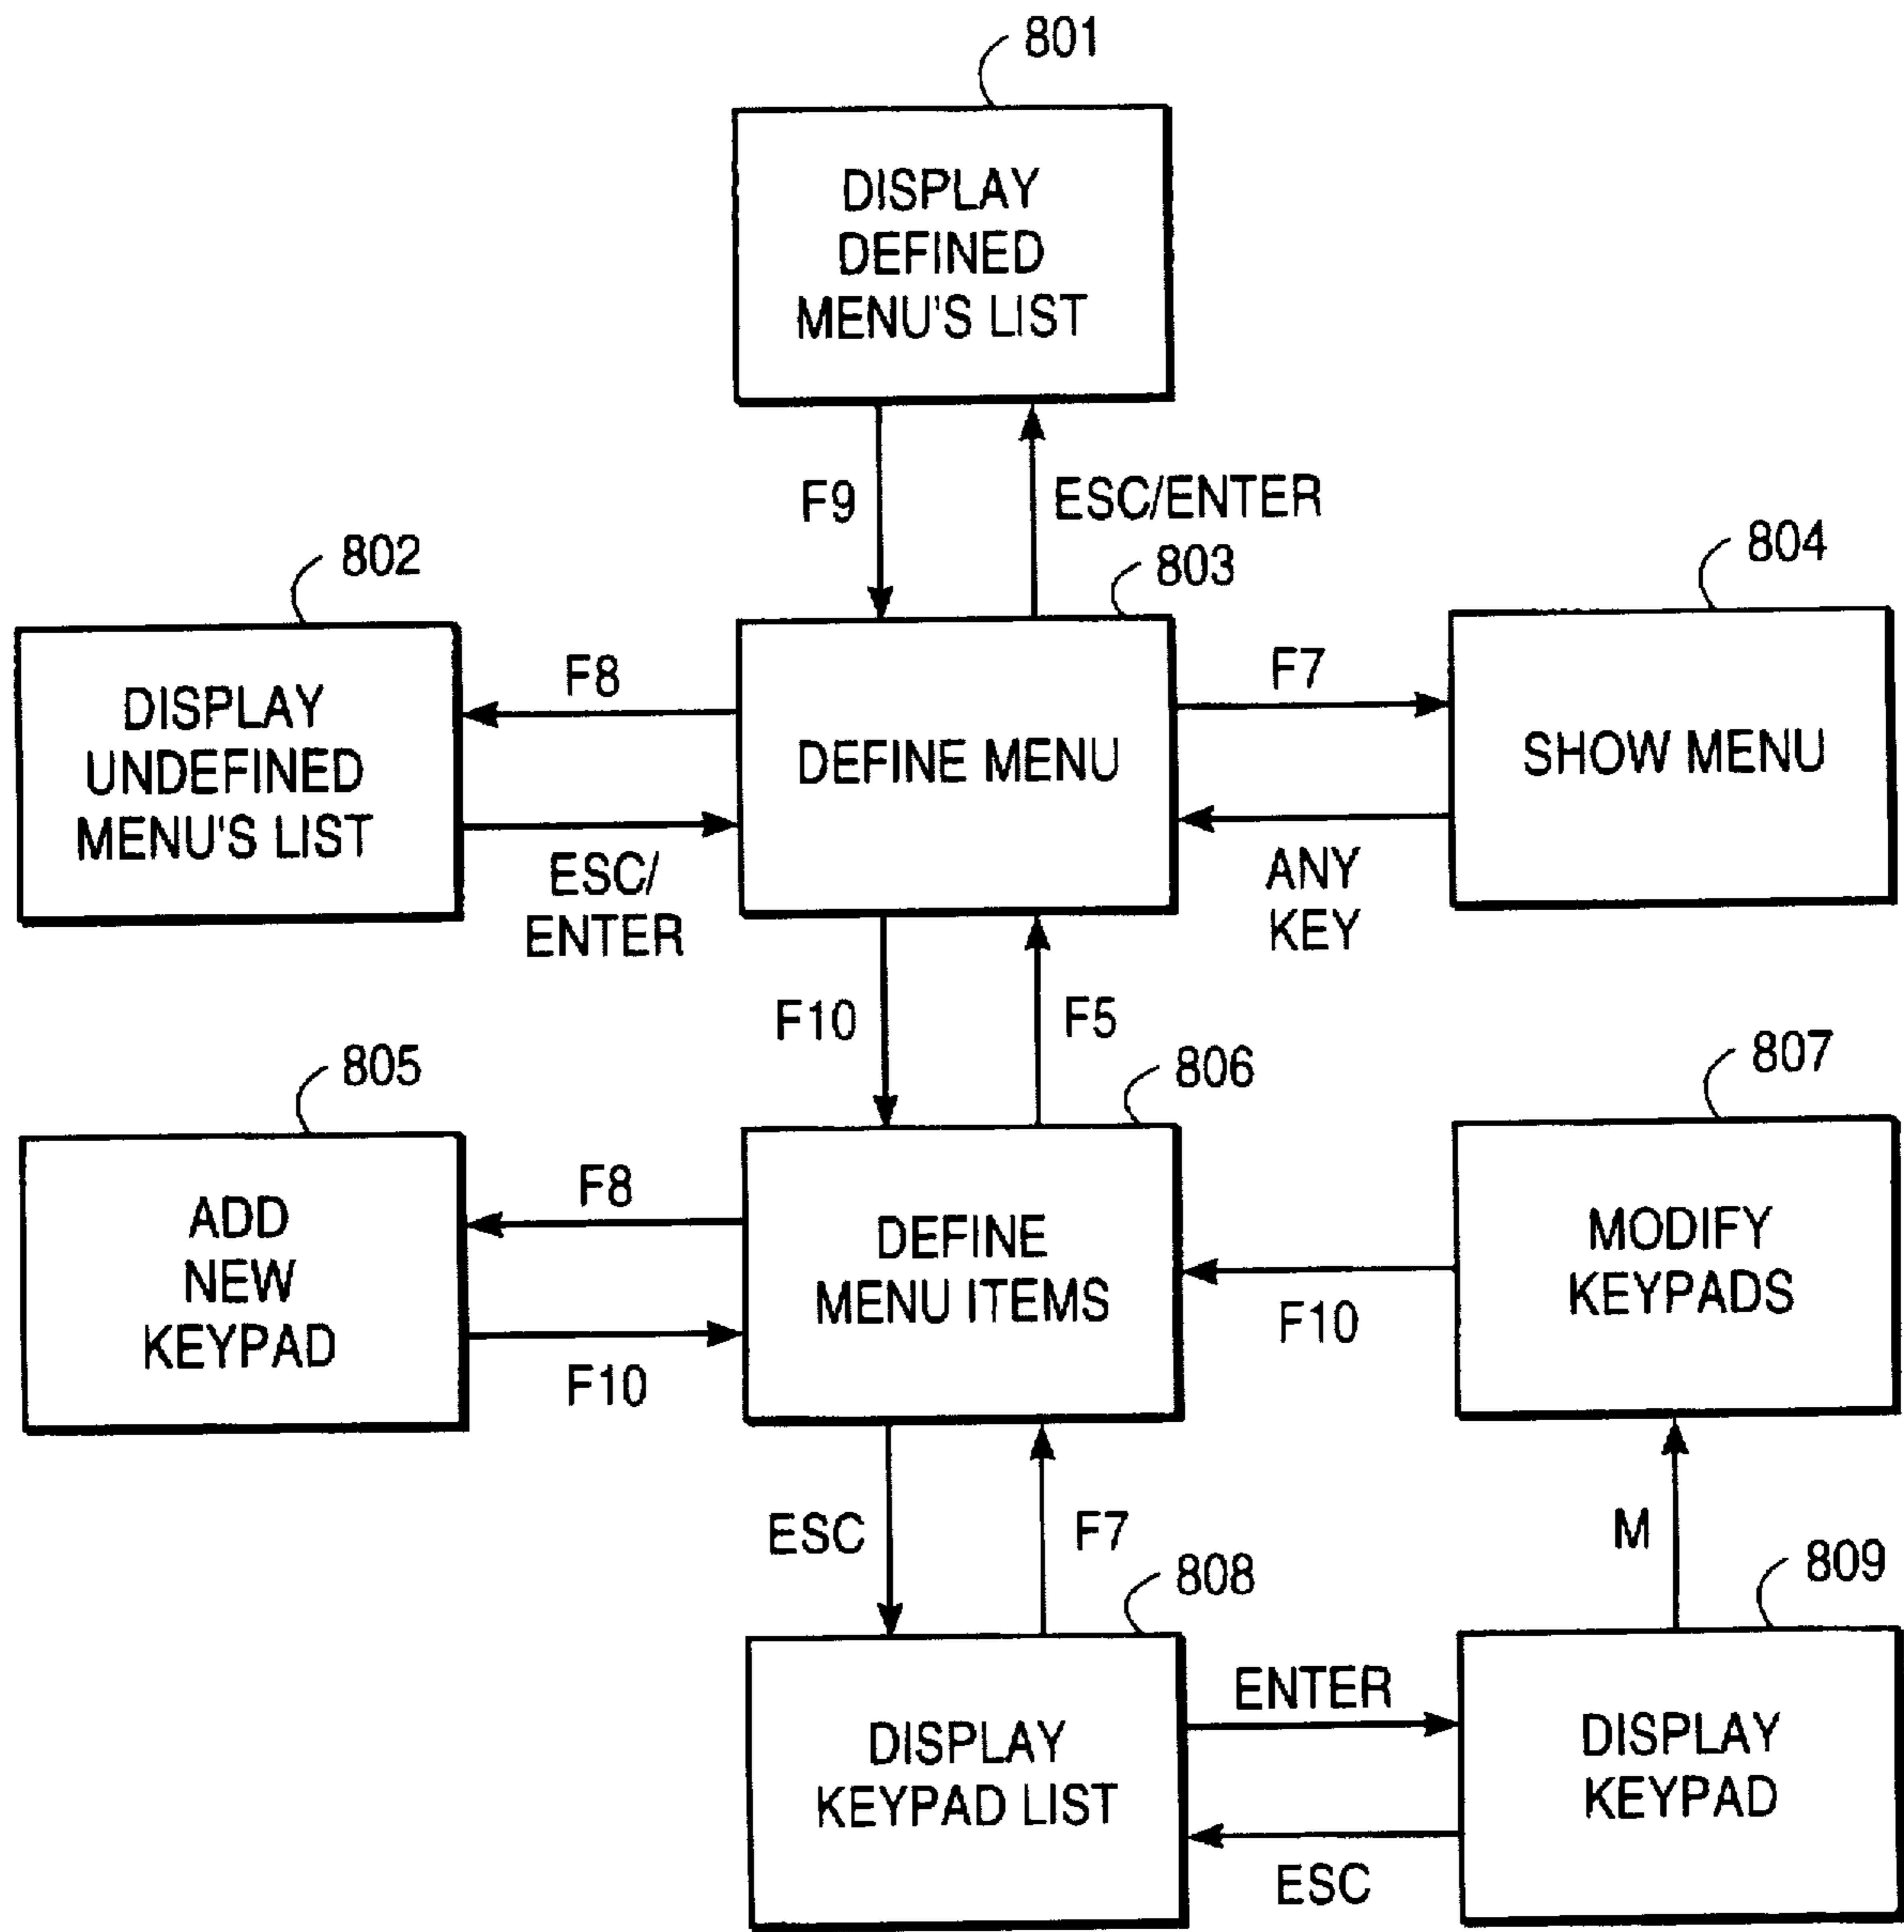 801
DISPLAY
DEFINED
MENU'S LIST
F9
ESC/ENTER
802
803
804
DISPLAY
UNDEFINED
MENU'S LIST
F8
ESC/
ENTER
DEFINE MENU
F7
ANY
KEY
SHOW MENU
F10
F5
805
806
807
ADD
NEW
KEYPAD
F8
F10
DEFINE
MENU ITEMS
F10
MODIFY
KEYPADS
ESC
F7
M
808
809
DISPLAY
KEYPAD LIST
ENTER
ESC
DISPLAY
KEYPAD